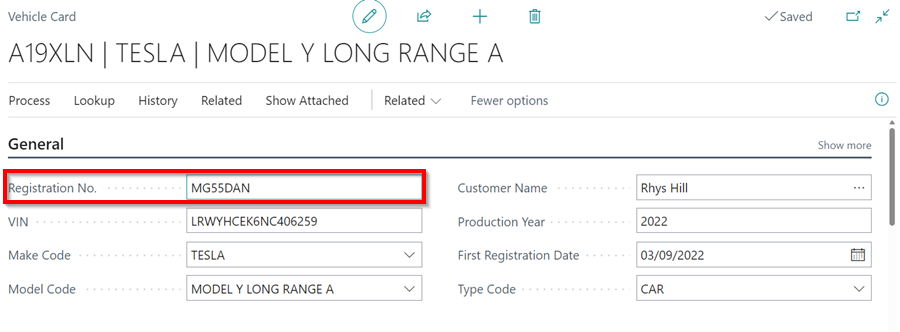 Vehicle Card
Saved
A19XLN | TESLA | MODEL Y LONG RANGE A
Process Lookup History Related Show Attached Related Fewer options
General Show more
Registration No. MG55DAN Customer Name Rhys Hill ...
VIN LRWYHCEK6NC406259 Production Year 2022
Make Code TESLA First Registration Date 03/09/2022
Model Code MODEL Y LONG RANGE A Type Code CAR